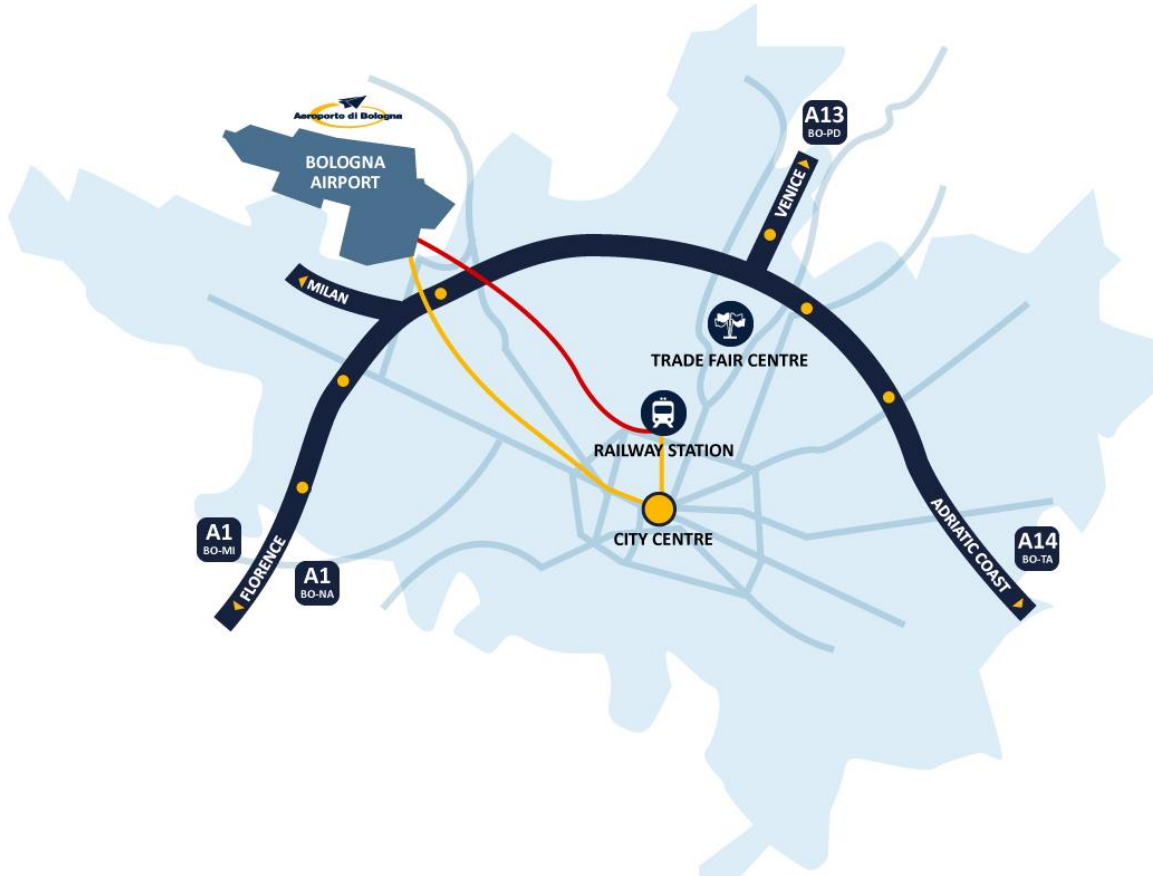 Aeroporto di Bologna
BOLOGNA
AIRPORT
A13
BO-PD
VENICE
MILAN
TRADE FAIR CENTRE
RAILWAY STATION
CITY CENTRE
A1
BO-MI
FLORENCE
A1
BO-NA
ADRIATIC COAST
A14
BO-TA